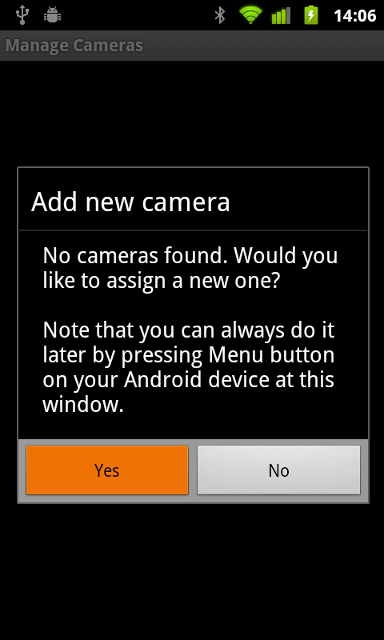 14:06
Manage Cameras
Add new camera
No cameras found. Would you
like to assign a new one?
Note that you can always do it
later by pressing Menu button
on your Android device at this
window.
Yes
No